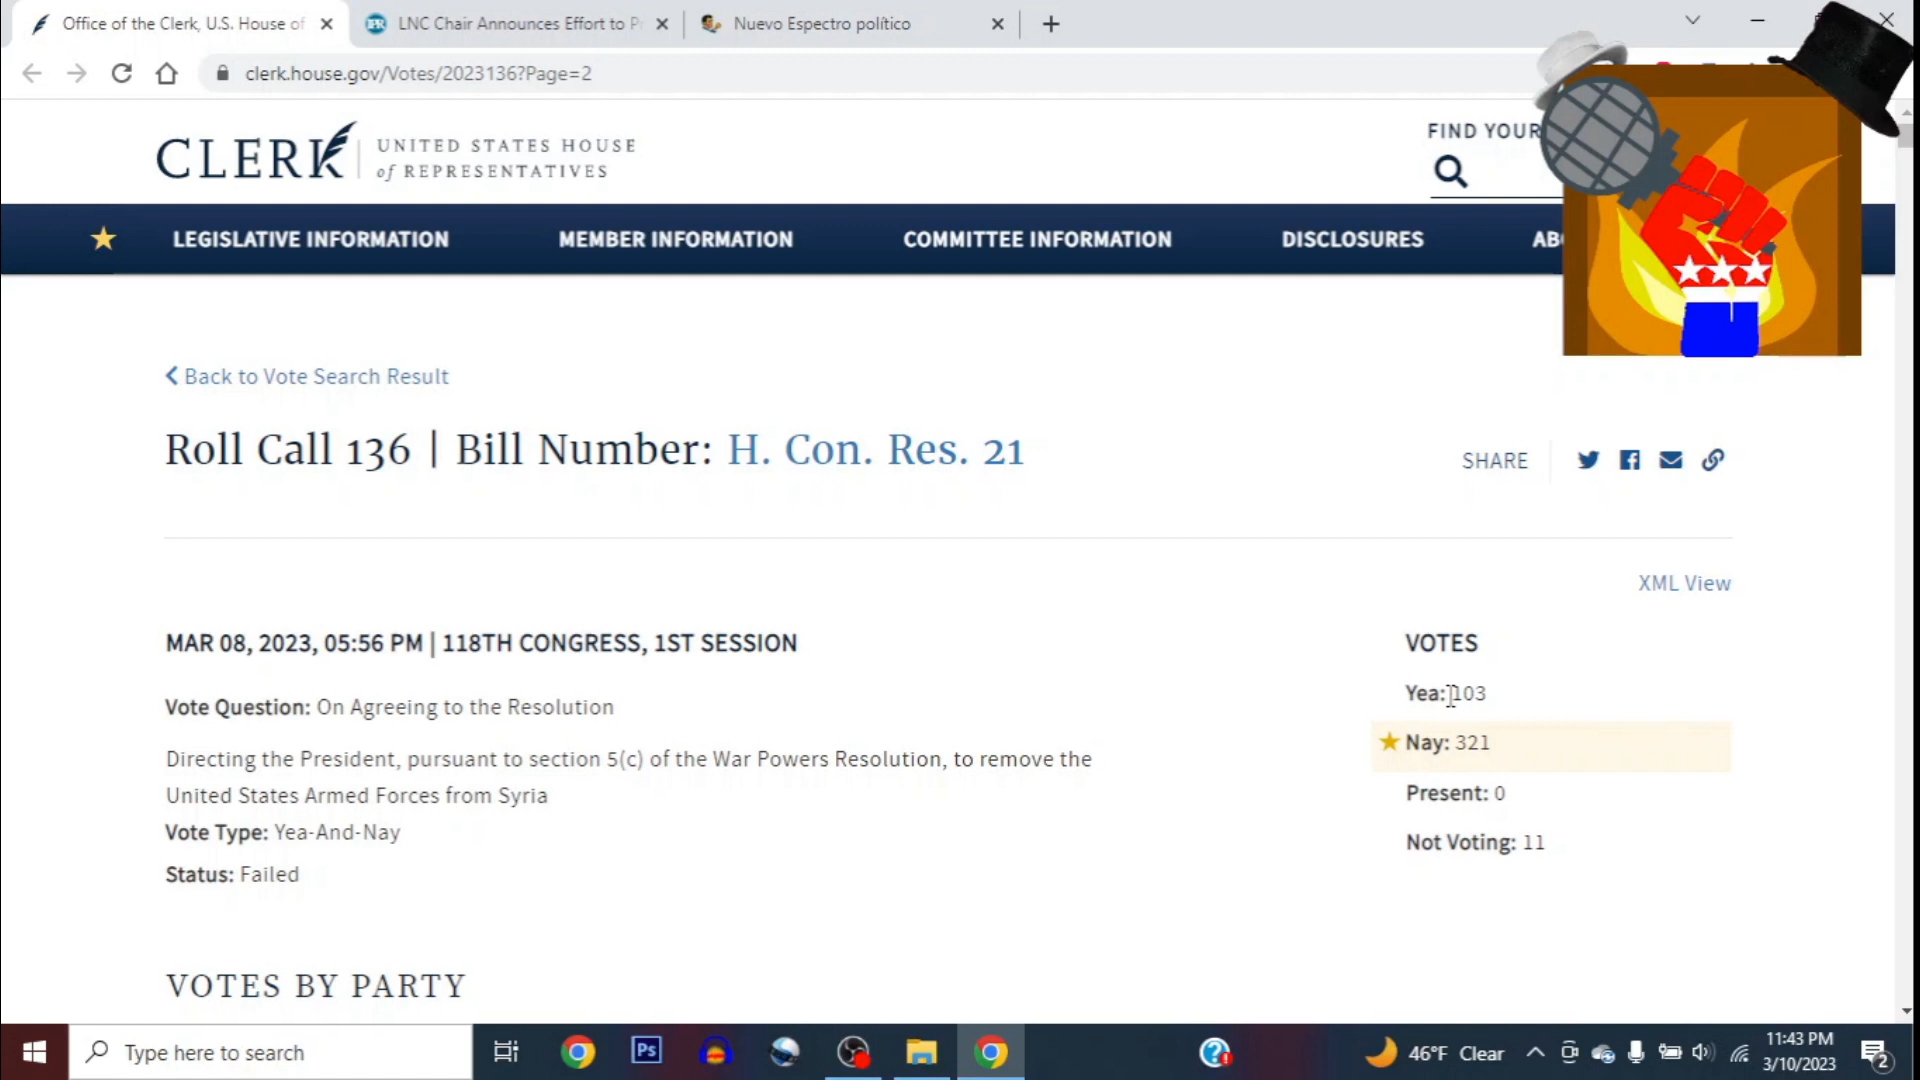 Office of the Clerk, U.S. House of
LNC Chair Announces Effort to Pr
Nuevo Espectro político
clerk.house.gov/Votes/2023136?Page=2
CLERK
UNITED STATES HOUSE
of REPRESENTATIVES
FIND YOUR
LEGISLATIVE INFORMATION
MEMBER INFORMATION
COMMITTEE INFORMATION
DISCLOSURES
Back to Vote Search Result
Roll Call 136 | Bill Number: H. Con. Res. 21
SHARE
XML View
MAR 08, 2023, 05:56 PM | 118TH CONGRESS, 1ST SESSION
Vote Question: On Agreeing to the Resolution
Directing the President, pursuant to section 5(c) of the War Powers Resolution, to remove the
United States Armed Forces from Syria
Vote Type: Yea-And-Nay
Status: Failed
VOTES
Yea: 103
Nay: 321
Present: 0
Not Voting: 11
VOTES BY PARTY
Type here to search
Ps
46°F Clear
11:43 PM
3/10/2023
2